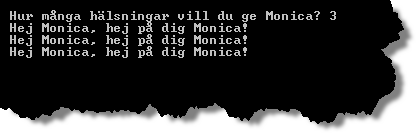 Hur många hälsningar vill du ge Monica? 3
Hej Monica, hej på dig Monica!
Hej Monica, hej på dig Monica!
Hej Monica, hej på dig Monica!